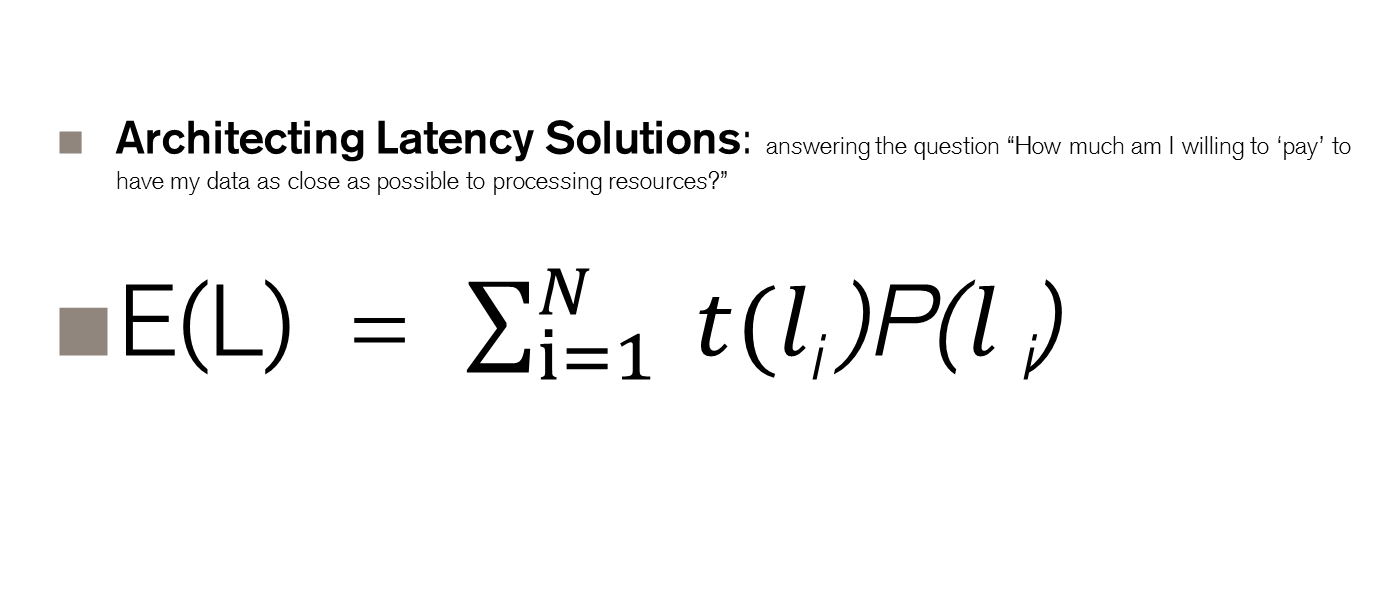 Architecting Latency Solutions: answering the question “How much am I willing to ‘pay’ to
have my data as close as possible to processing resources?”
E(L) = ∑ᴺᵢ₌₁ t(lᵢ)P(l ᵢ)